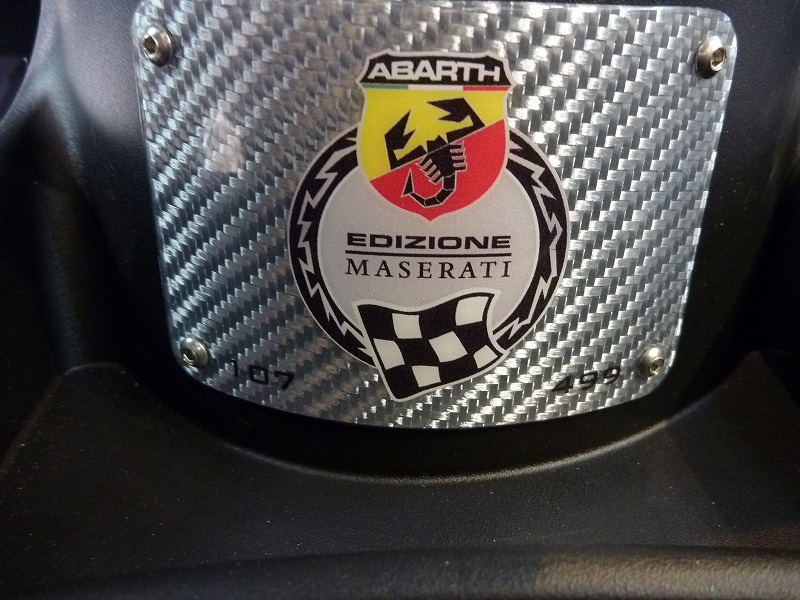 ABARTH
EDIZIONE
MASERATI
107 499